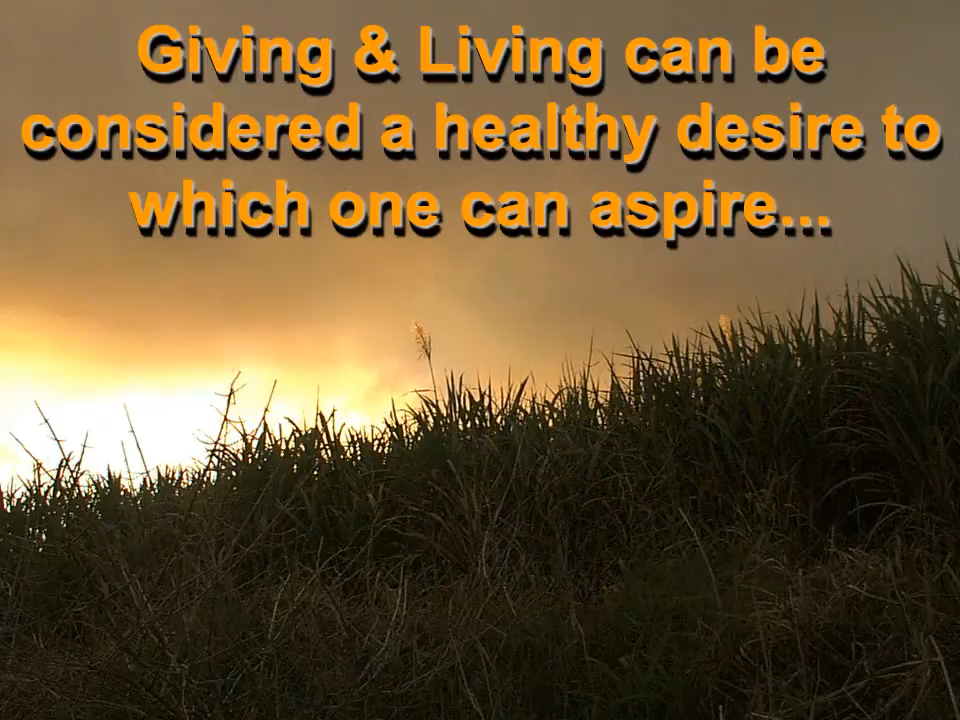 Giving & Living can be
considered a healthy desire to
which one can aspire...